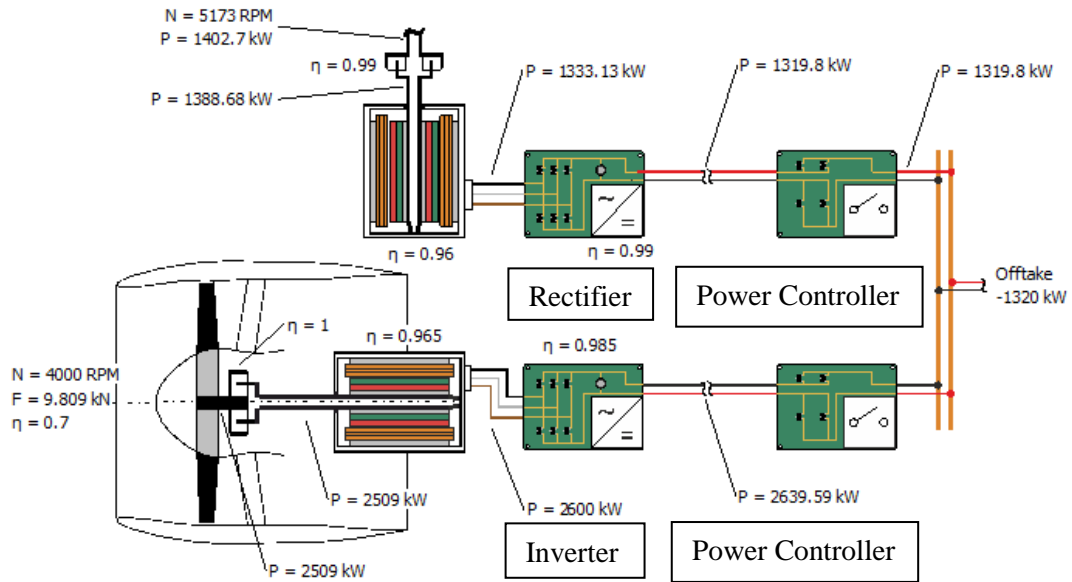 N = 5173 RPM
P = 1402.7 kW
η = 0.99
P = 1388.68 kW
P = 1333.13 kW
P = 1319.8 kW
P = 1319.8 kW
η = 0.96
η = 0.99
Rectifier
Power Controller
Offtake
-1320 kW
η = 1
η = 0.965
η = 0.985
N = 4000 RPM
F = 9.809 kN
η = 0.7
P = 2509 kW
P = 2600 kW
P = 2639.59 kW
P = 2509 kW
Inverter
Power Controller